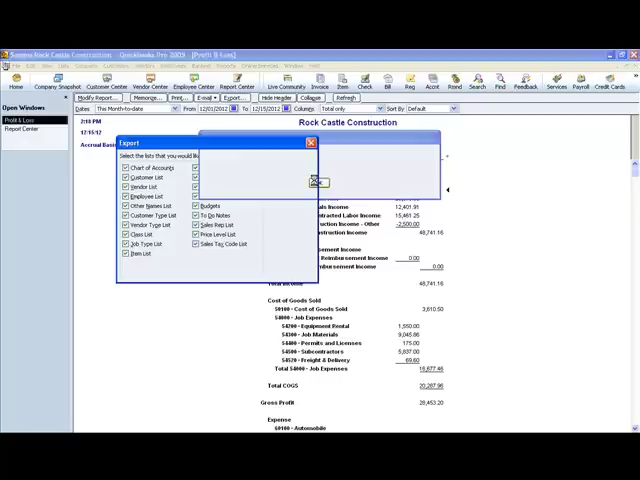 Sample Rock Castle Construction - QuickBooks Pro 2009 - [Profit & Loss]
Home Company Snapshot Customer Center Vendor Center Employee Center Report Center Live Community Invoice Item Check Bill Reg Accnt Rmnd Search Find Feedback Services Payroll Credit Cards
Open Windows
Profit & Loss
Report Center
Modify Report... Memorize... Print... E-mail Export... Hide Header Collapse Refresh
Dates This Month-to-date From 12/01/2012 To 12/15/2012 Columns Total only Sort By Default
2:18 PM
12/15/12
Accrual Basis
Rock Castle Construction
Export
Select the lists that you would like
Chart of Accounts
Customer List
Vendor List
Employee List
Other Names List
Customer Type List
Vendor Type List
Class List
Job Type List
Item List
Budgets
To Do Notes
Sales Rep List
Price Level List
Sales Tax Code List
12,401.91
15,461.25
-2,500.00
48,741.16
0.00
0.00
Total Income 48,741.16
Cost of Goods Sold
50100 · Cost of Goods Sold 3,610.50
54000 · Job Expenses
54200 · Equipment Rental 1,550.00
54300 · Job Materials 9,045.86
54400 · Permits and Licenses 175.00
54500 · Subcontractors 5,837.00
54520 · Freight & Delivery 69.60
Total 54000 · Job Expenses 16,677.46
Total COGS 20,287.96
Gross Profit 28,453.20
Expense
60100 · Automobile